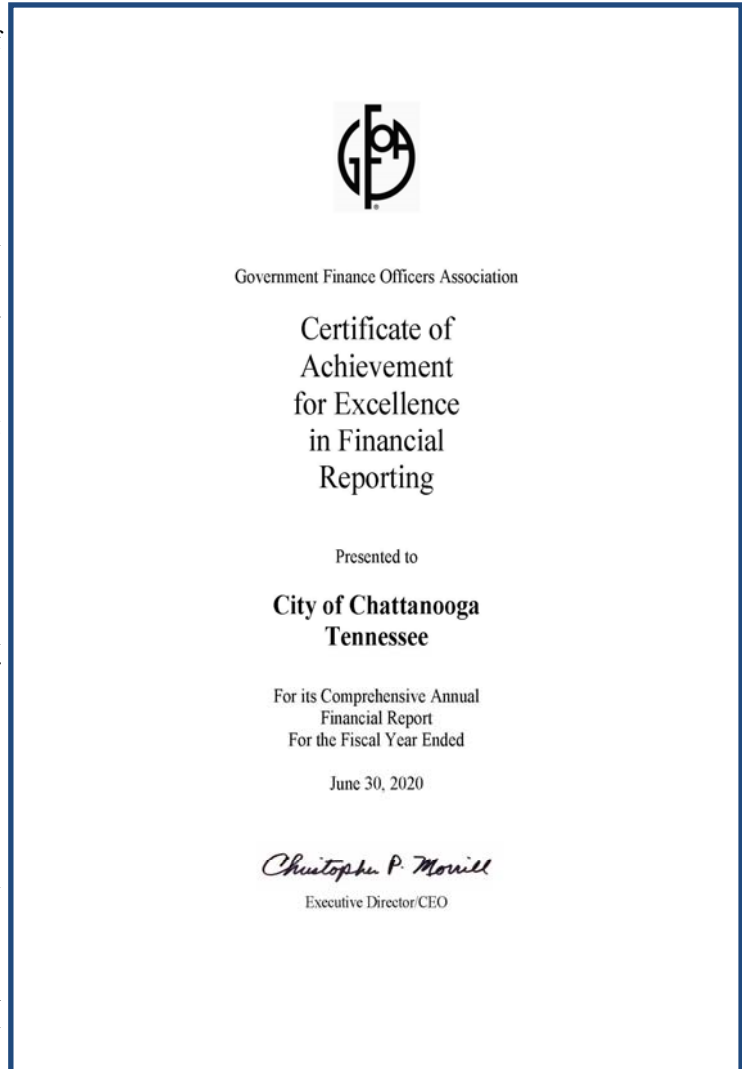 GFOA
Government Finance Officers Association
Certificate of
Achievement
for Excellence
in Financial
Reporting
Presented to
City of Chattanooga
Tennessee
For its Comprehensive Annual
Financial Report
For the Fiscal Year Ended
June 30, 2020
Christopher P. Morrill
Executive Director/CEO